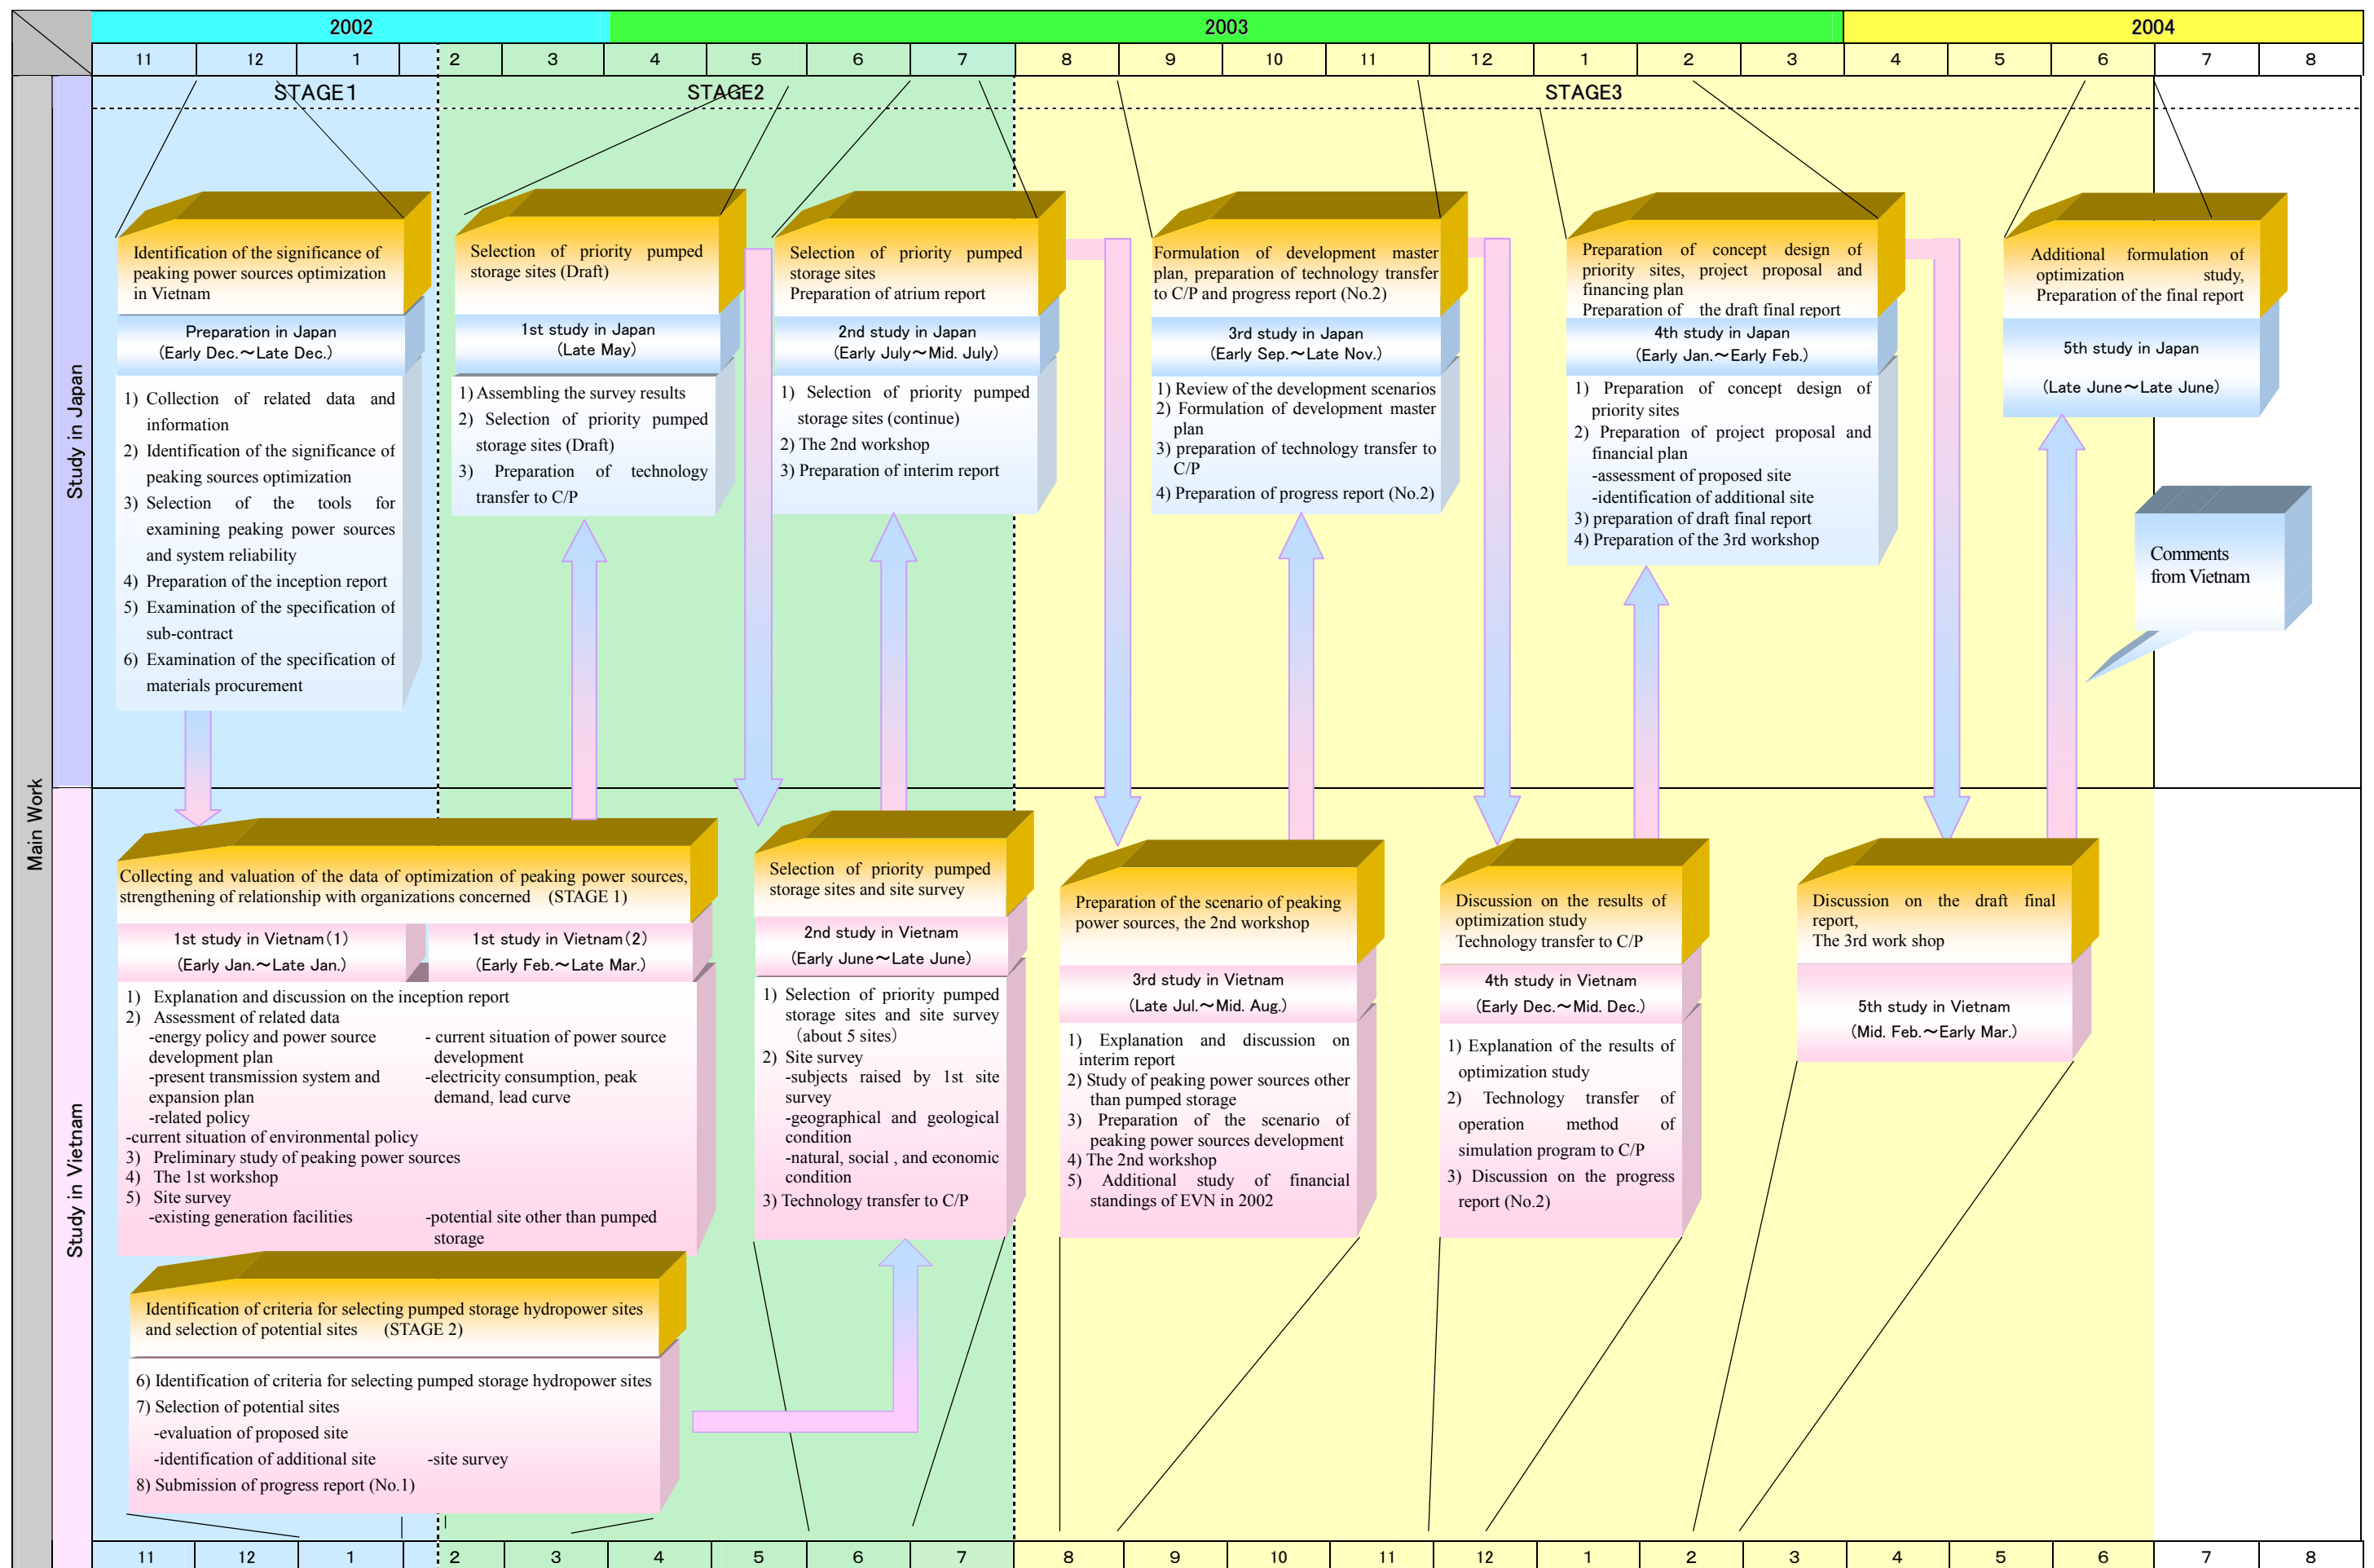 2002
2003
2004
11 12 1 2 3 4 5 6 7 8 9 10 11 12 1 2 3 4 5 6 7 8
STAGE1
STAGE2
STAGE3
Main Work
Study in Japan
Identification of the significance of
peaking power sources optimization
in Vietnam
Preparation in Japan
(Early Dec.～Late Dec.)
1) Collection of related data and
information
2) Identification of the significance of
peaking sources optimization
3) Selection of the tools for
examining peaking power sources
and system reliability
4) Preparation of the inception report
5) Examination of the specification of
sub-contract
6) Examination of the specification of
materials procurement
Selection of priority pumped
storage sites (Draft)
1st study in Japan
(Late May)
1) Assembling the survey results
2) Selection of priority pumped
storage sites (Draft)
3) Preparation of technology
transfer to C/P
Selection of priority pumped
storage sites
Preparation of atrium report
2nd study in Japan
(Early July～Mid. July)
1) Selection of priority pumped
storage sites (continue)
2) The 2nd workshop
3) Preparation of interim report
Formulation of development master
plan, preparation of technology transfer
to C/P and progress report (No.2)
3rd study in Japan
(Early Sep.～Late Nov.)
1) Review of the development scenarios
2) Formulation of development master
plan
3) preparation of technology transfer to
C/P
4) Preparation of progress report (No.2)
Preparation of concept design of
priority sites, project proposal and
financing plan
Preparation of the draft final report
4th study in Japan
(Early Jan.～Early Feb.)
1) Preparation of concept design of
priority sites
2) Preparation of project proposal and
financial plan
-assessment of proposed site
-identification of additional site
3) preparation of draft final report
4) Preparation of the 3rd workshop
Additional formulation of
optimization study,
Preparation of the final report
5th study in Japan
(Late June～Late June)
Comments
from Vietnam
Study in Vietnam
Collecting and valuation of the data of optimization of peaking power sources,
strengthening of relationship with organizations concerned (STAGE 1)
1st study in Vietnam(1)
(Early Jan.～Late Jan.)
1st study in Vietnam(2)
(Early Feb.～Late Mar.)
1) Explanation and discussion on the inception report
2) Assessment of related data
-energy policy and power source
development plan
- current situation of power source
development
-present transmission system and
expansion plan
-electricity consumption, peak
demand, lead curve
-related policy
-current situation of environmental policy
3) Preliminary study of peaking power sources
4) The 1st workshop
5) Site survey
-existing generation facilities
-potential site other than pumped
storage
Identification of criteria for selecting pumped storage hydropower sites
and selection of potential sites (STAGE 2)
6) Identification of criteria for selecting pumped storage hydropower sites
7) Selection of potential sites
-evaluation of proposed site
-identification of additional site -site survey
8) Submission of progress report (No.1)
Selection of priority pumped
storage sites and site survey
2nd study in Vietnam
(Early June～Late June)
1) Selection of priority pumped
storage sites and site survey
(about 5 sites)
2) Site survey
-subjects raised by 1st site
survey
-geographical and geological
condition
-natural, social , and economic
condition
3) Technology transfer to C/P
Preparation of the scenario of peaking
power sources, the 2nd workshop
3rd study in Vietnam
(Late Jul.～Mid. Aug.)
1) Explanation and discussion on
interim report
2) Study of peaking power sources other
than pumped storage
3) Preparation of the scenario of
peaking power sources development
4) The 2nd workshop
5) Additional study of financial
standings of EVN in 2002
Discussion on the results of
optimization study
Technology transfer to C/P
4th study in Vietnam
(Early Dec.～Mid. Dec.)
1) Explanation of the results of
optimization study
2) Technology transfer of
operation method of
simulation program to C/P
3) Discussion on the progress
report (No.2)
Discussion on the draft final
report,
The 3rd work shop
5th study in Vietnam
(Mid. Feb.～Early Mar.)
11 12 1 2 3 4 5 6 7 8 9 10 11 12 1 2 3 4 5 6 7 8